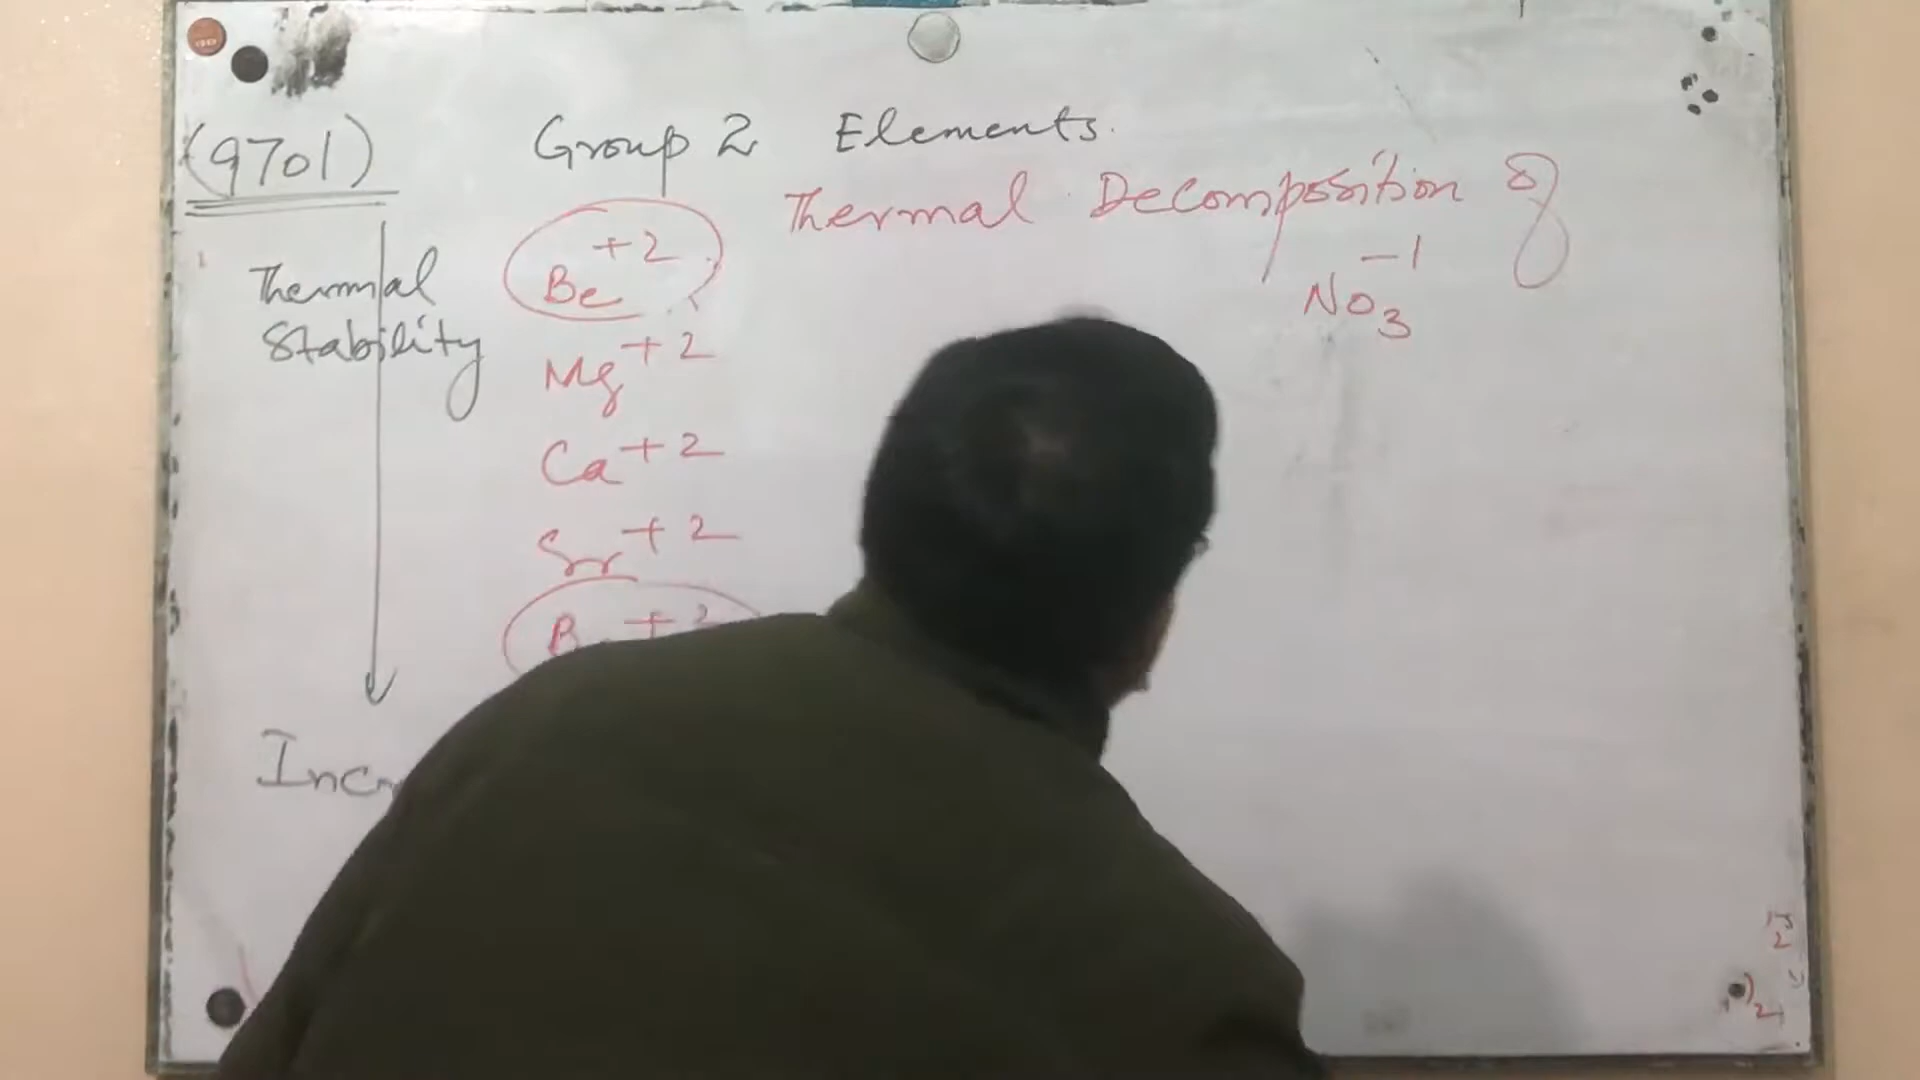 (9701)
Group 2 Elements.
Thermal Decomposition of
NO3 -1
Thermal
Stability
Be +2
Mg +2
Ca +2
Sr +2